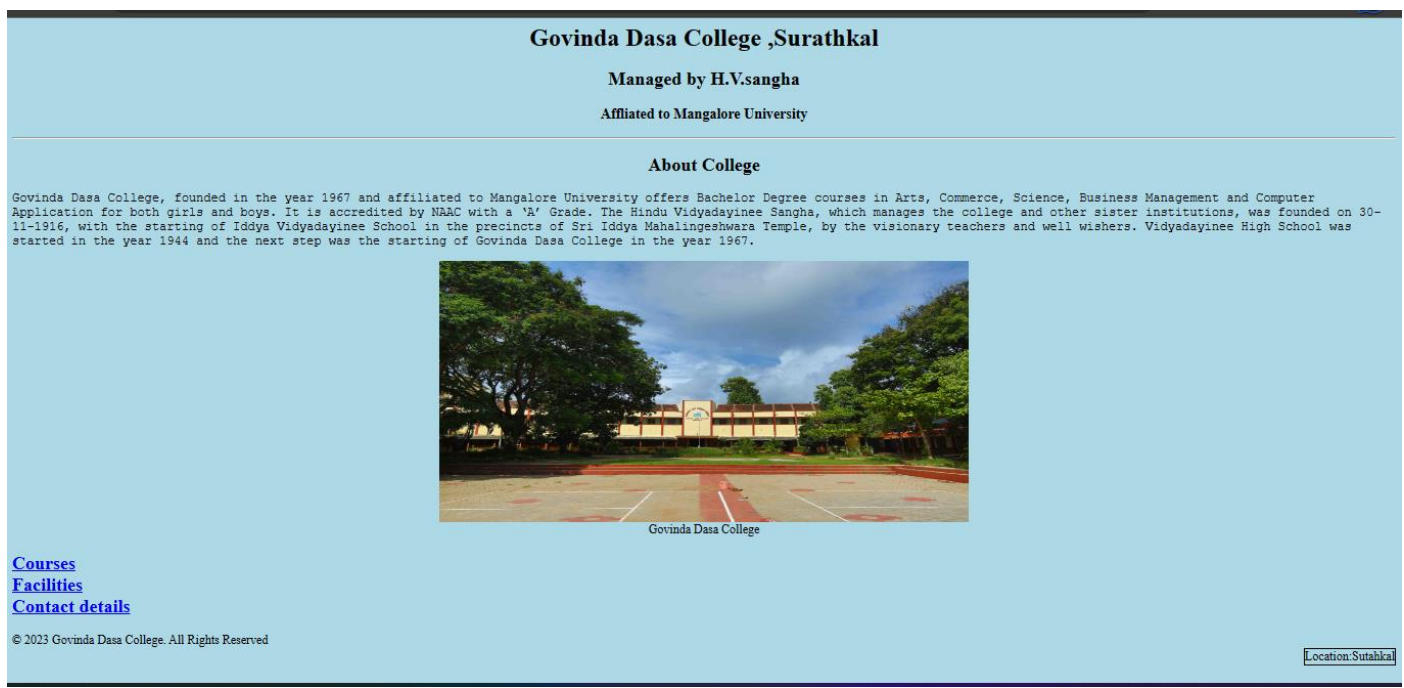 Govinda Dasa College ,Surathkal
Managed by H.V.sangha
Affliated to Mangalore University
About College
Govinda Dasa College, founded in the year 1967 and affiliated to Mangalore University offers Bachelor Degree courses in Arts, Commerce, Science, Business Management and Computer
Application for both girls and boys. It is accredited by NAAC with a ‘A’ Grade. The Hindu Vidyadayinee Sangha, which manages the college and other sister institutions, was founded on 30-
11-1916, with the starting of Iddya Vidyadayinee School in the precincts of Sri Iddya Mahalingeshwara Temple, by the visionary teachers and well wishers. Vidyadayinee High School was
started in the year 1944 and the next step was the starting of Govinda Dasa College in the year 1967.
Govinda Dasa College
Courses
Facilities
Contact details
© 2023 Govinda Dasa College. All Rights Reserved
Location:Sutahkal